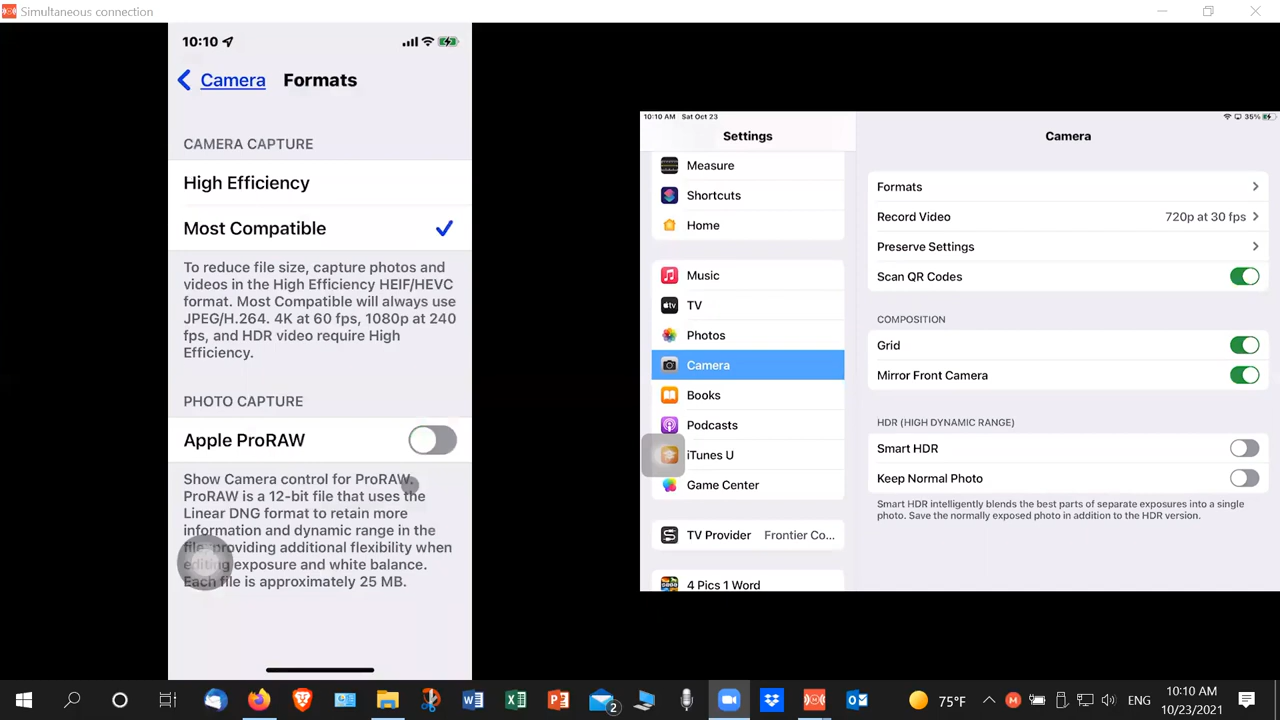 Simultaneous connection
10:10
Camera
Formats
CAMERA CAPTURE
High Efficiency
Most Compatible
To reduce file size, capture photos and
videos in the High Efficiency HEIF/HEVC
format. Most Compatible will always use
JPEG/H.264. 4K at 60 fps, 1080p at 240
fps, and HDR video require High
Efficiency.
PHOTO CAPTURE
Apple ProRAW
Show Camera control for ProRAW.
ProRAW is a 12-bit file that uses the
Linear DNG format to retain more
information and dynamic range in the
file, providing additional flexibility when
editing exposure and white balance.
Each file is approximately 25 MB.
10:10 AM Sat Oct 23
35%
Settings
Measure
Shortcuts
Home
Music
tv
TV
Photos
Camera
Books
Podcasts
iTunes U
Game Center
TV Provider Frontier Co...
4 Pics 1 Word
Camera
Formats
Record Video 720p at 30 fps
Preserve Settings
Scan QR Codes
COMPOSITION
Grid
Mirror Front Camera
HDR (HIGH DYNAMIC RANGE)
Smart HDR
Keep Normal Photo
Smart HDR intelligently blends the best parts of separate exposures into a single
photo. Save the normally exposed photo in addition to the HDR version.
2
75°F
M
ENG
10:10 AM
10/23/2021